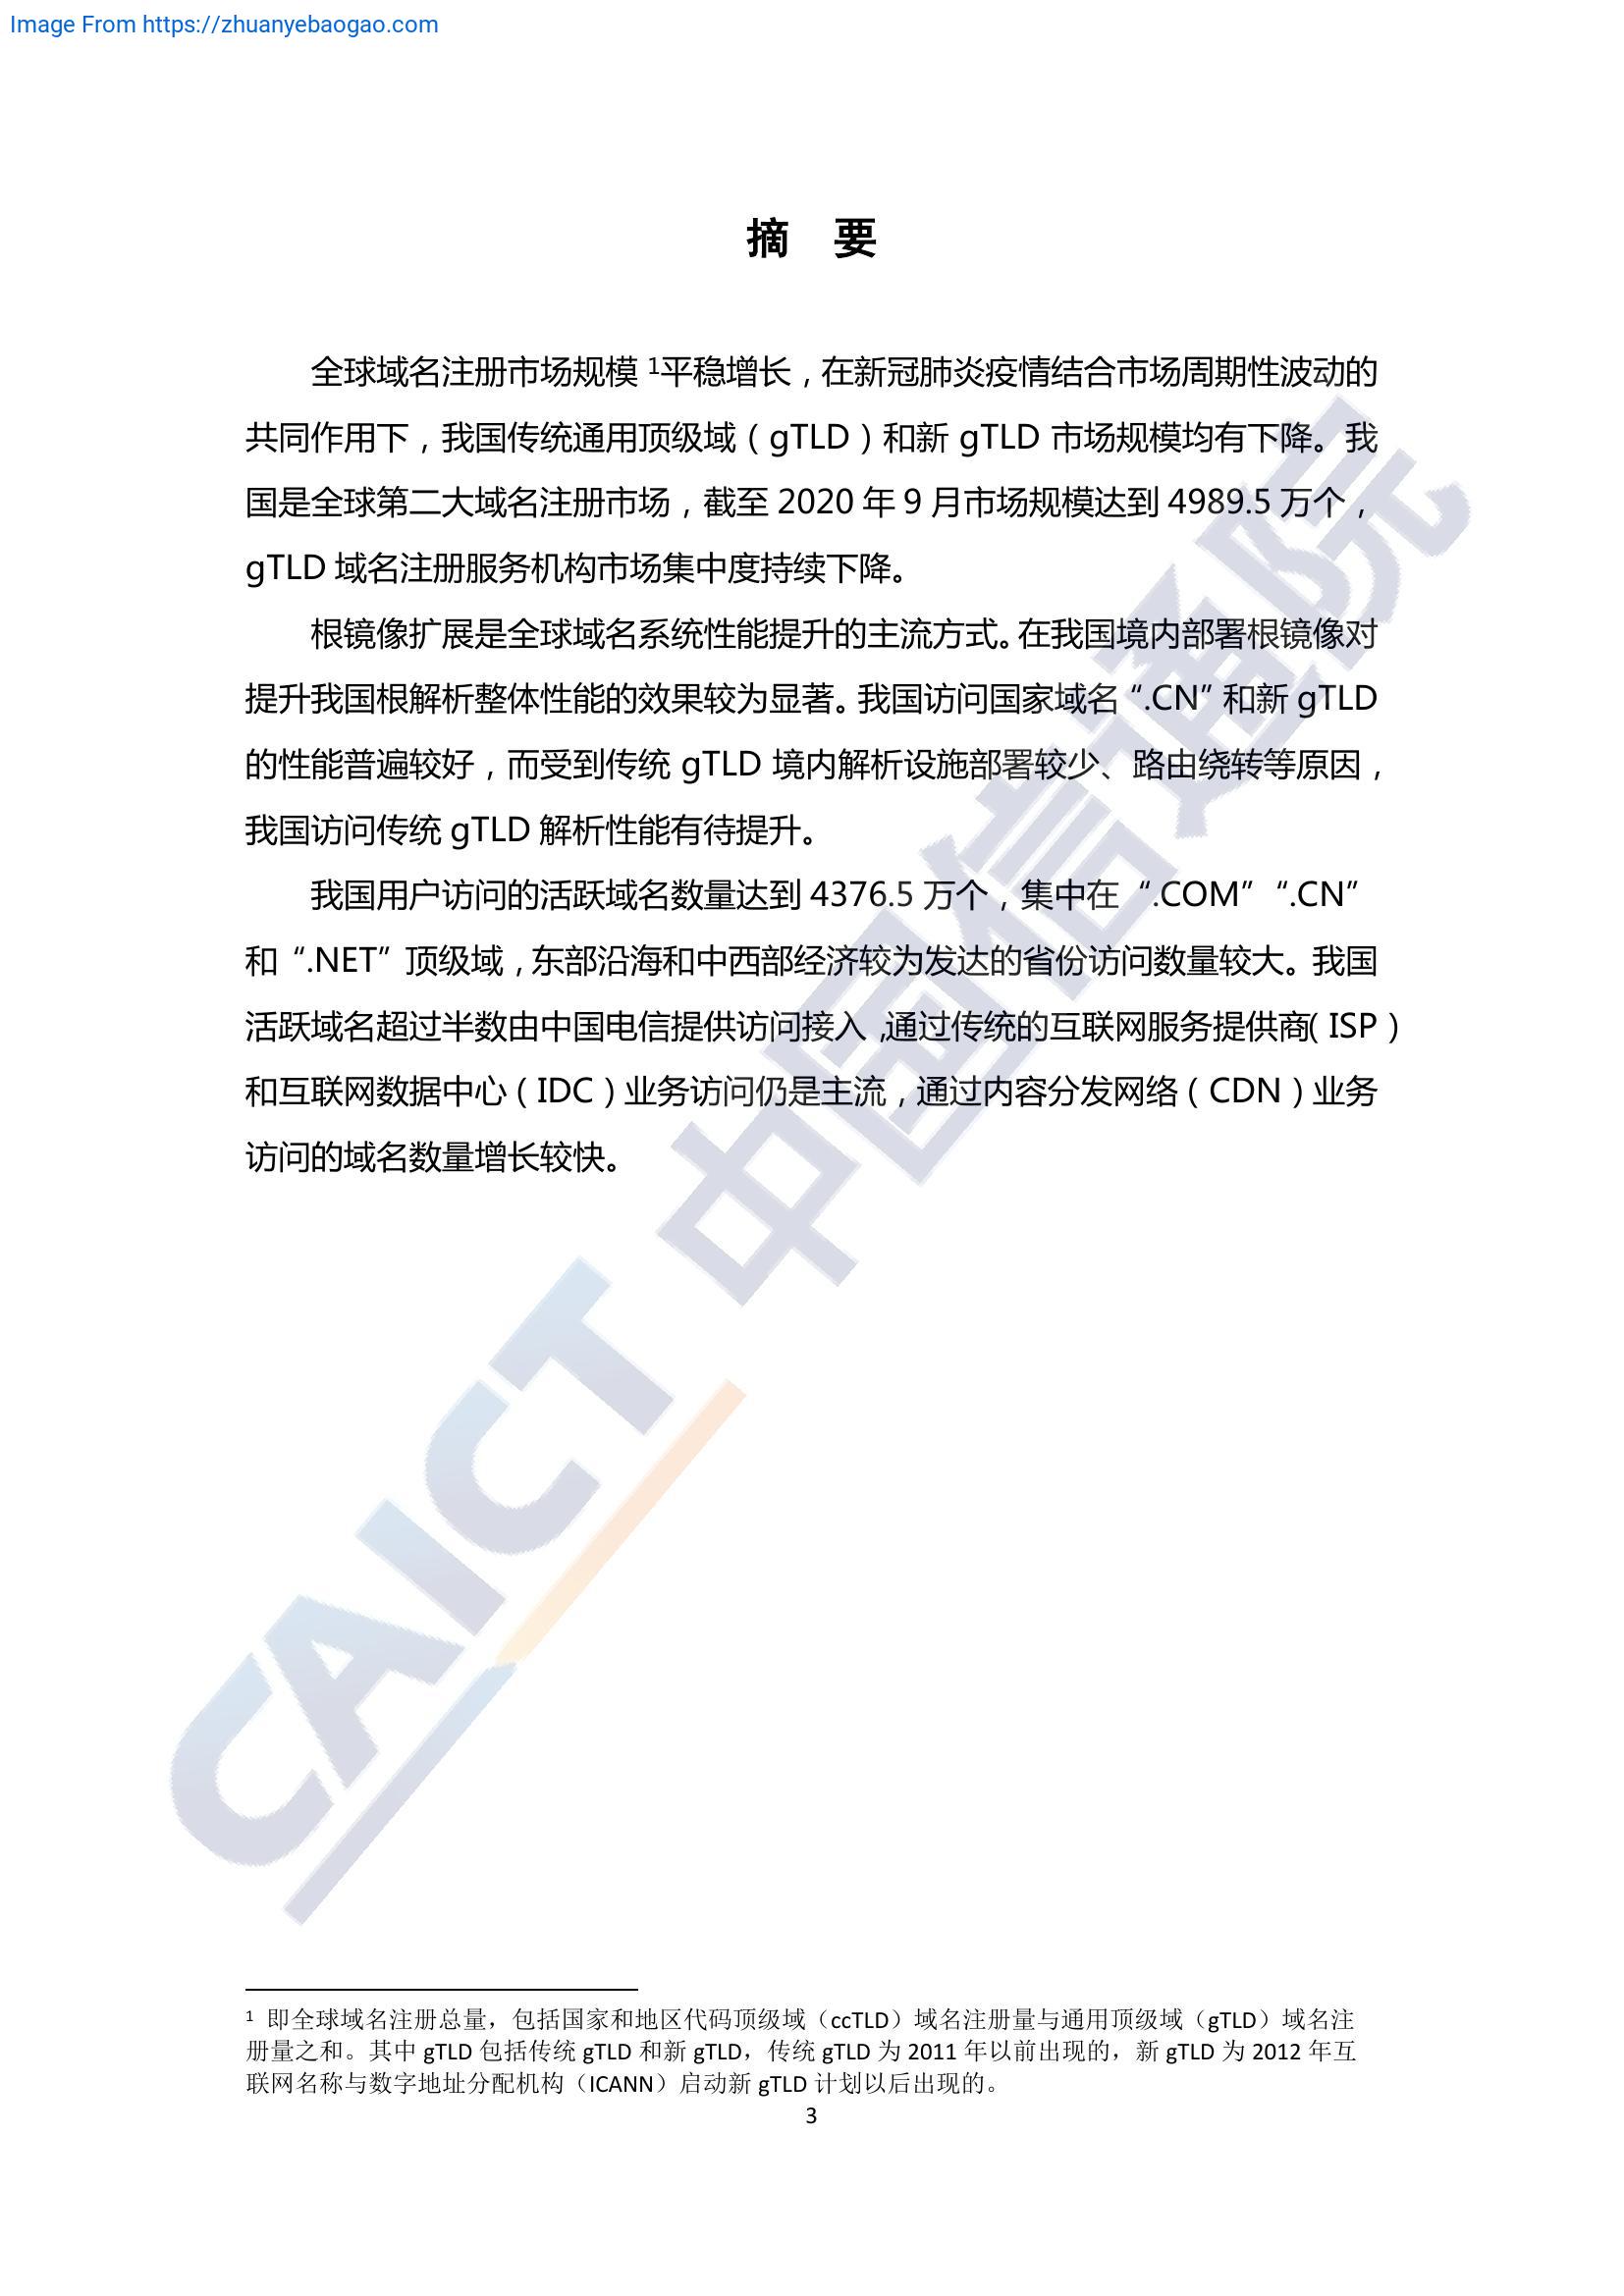 Image From https://zhuanyebaogao.com
摘 要
全球域名注册市场规模 1平稳增长，在新冠肺炎疫情结合市场周期性波动的
共同作用下，我国传统通用顶级域（gTLD）和新 gTLD 市场规模均有下降。我
国是全球第二大域名注册市场，截至 2020 年 9 月市场规模达到 4989.5 万个，
gTLD 域名注册服务机构市场集中度持续下降。
根镜像扩展是全球域名系统性能提升的主流方式。在我国境内部署根镜像对
提升我国根解析整体性能的效果较为显著。我国访问国家域名“.CN”和新 gTLD
的性能普遍较好，而受到传统 gTLD 境内解析设施部署较少、路由绕转等原因，
我国访问传统 gTLD 解析性能有待提升。
我国用户访问的活跃域名数量达到 4376.5 万个，集中在“.COM”“.CN”
和“.NET”顶级域，东部沿海和中西部经济较为发达的省份访问数量较大。我国
活跃域名超过半数由中国电信提供访问接入，通过传统的互联网服务提供商（ISP）
和互联网数据中心（IDC）业务访问仍是主流，通过内容分发网络（CDN）业务
访问的域名数量增长较快。
CAICT 中国信通院
1 即全球域名注册总量，包括国家和地区代码顶级域（ccTLD）域名注册量与通用顶级域（gTLD）域名注
册量之和。其中 gTLD 包括传统 gTLD 和新 gTLD，传统 gTLD 为 2011 年以前出现的，新 gTLD 为 2012 年互
联网名称与数字地址分配机构（ICANN）启动新 gTLD 计划以后出现的。
3